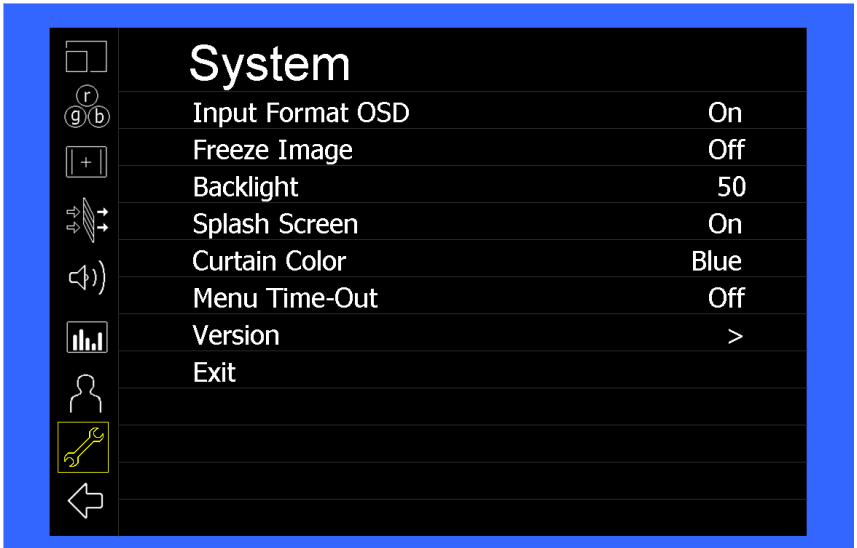 System
r
g b
Input Format OSD On
Freeze Image Off
Backlight 50
Splash Screen On
Curtain Color Blue
Menu Time-Out Off
Version >
Exit